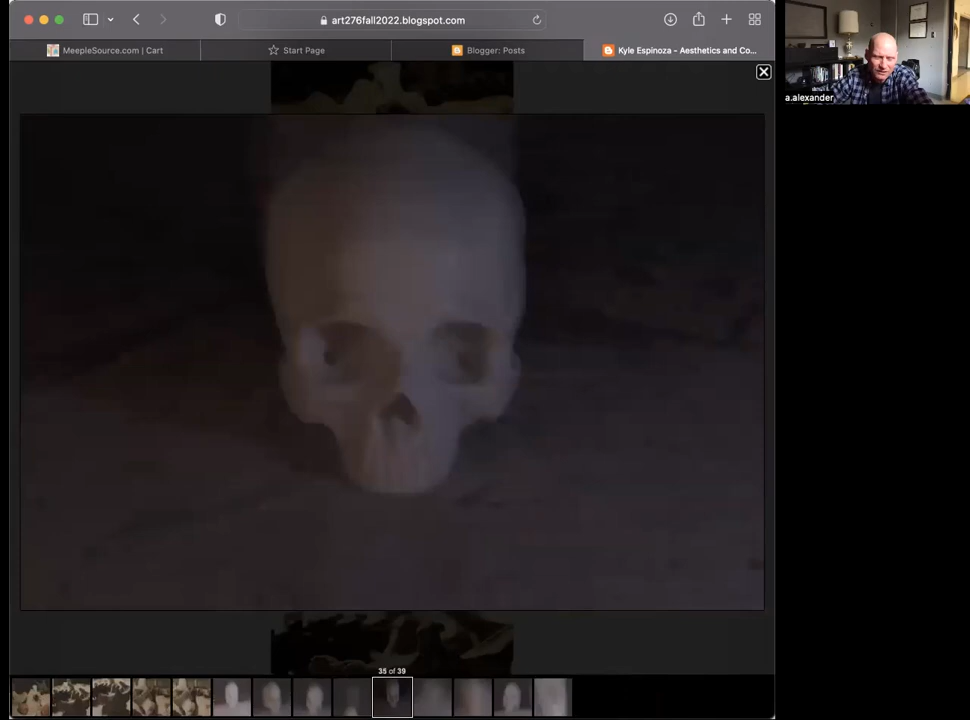 art276fall2022.blogspot.com
MeepleSource.com | Cart
Start Page
Blogger: Posts
Kyle Espinoza - Aesthetics and Co...
a.alexander
35 of 39